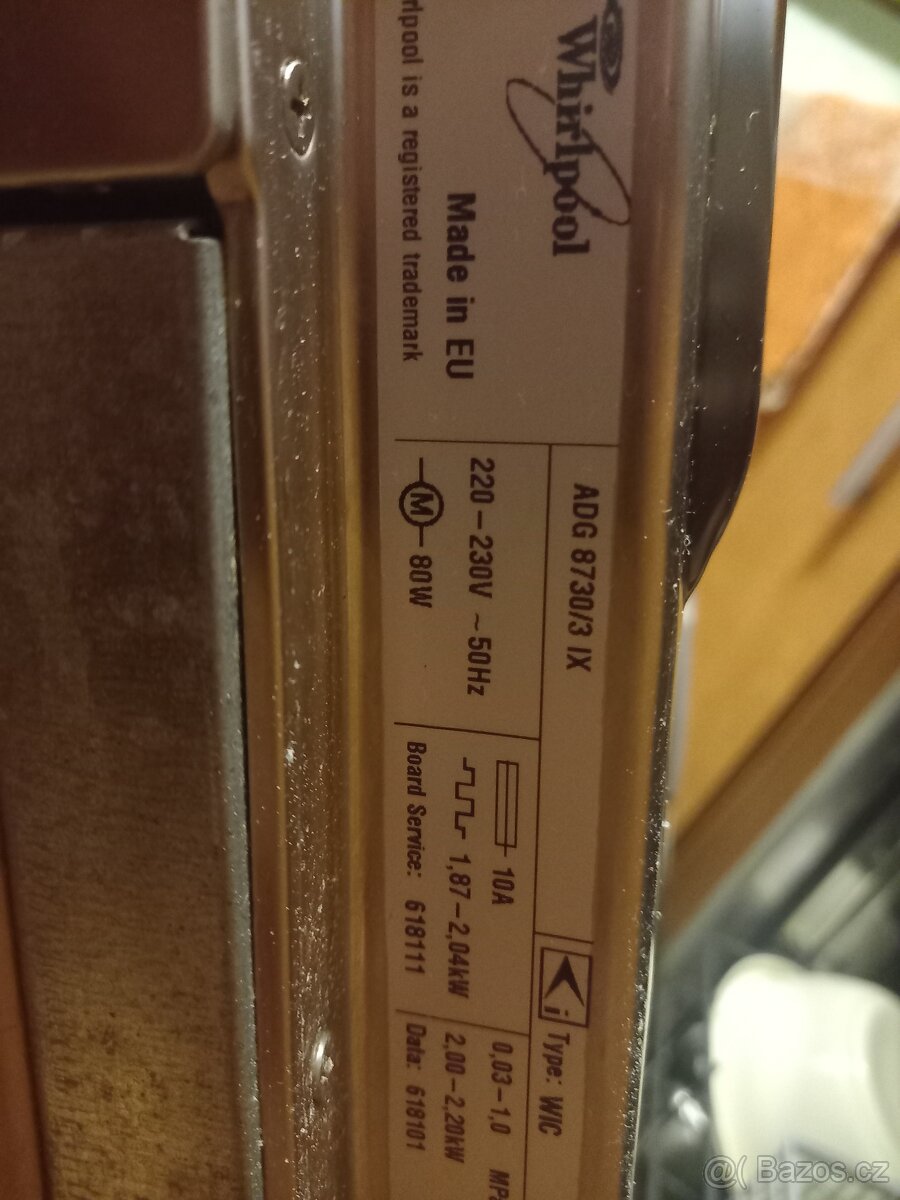 Whirlpool
Made in EU
rlpool is a registered trademark
ADG 8730/3 IX
i Type: WIC
220-230V ~50Hz
M 80W
10A
1,87-2,04kW
Board Service: 618111
0,03-1,0 MP
2,00-2,20kW
Data: 618101
@( Bazos.cz